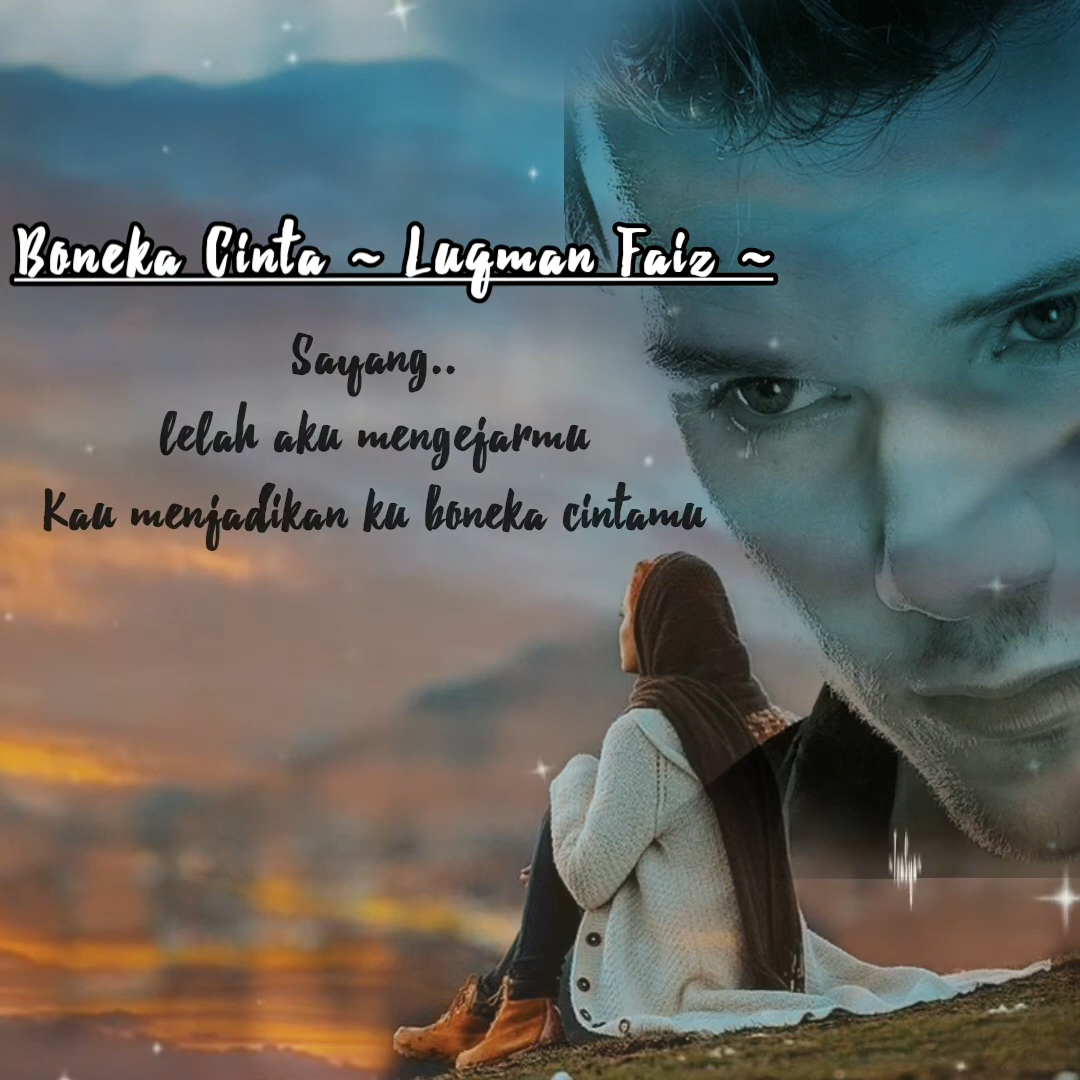 Boneka Cinta ~ Luqman Faiz ~
Sayang..
lelah aku mengejarmu
Kau menjadikan ku boneka cintamu